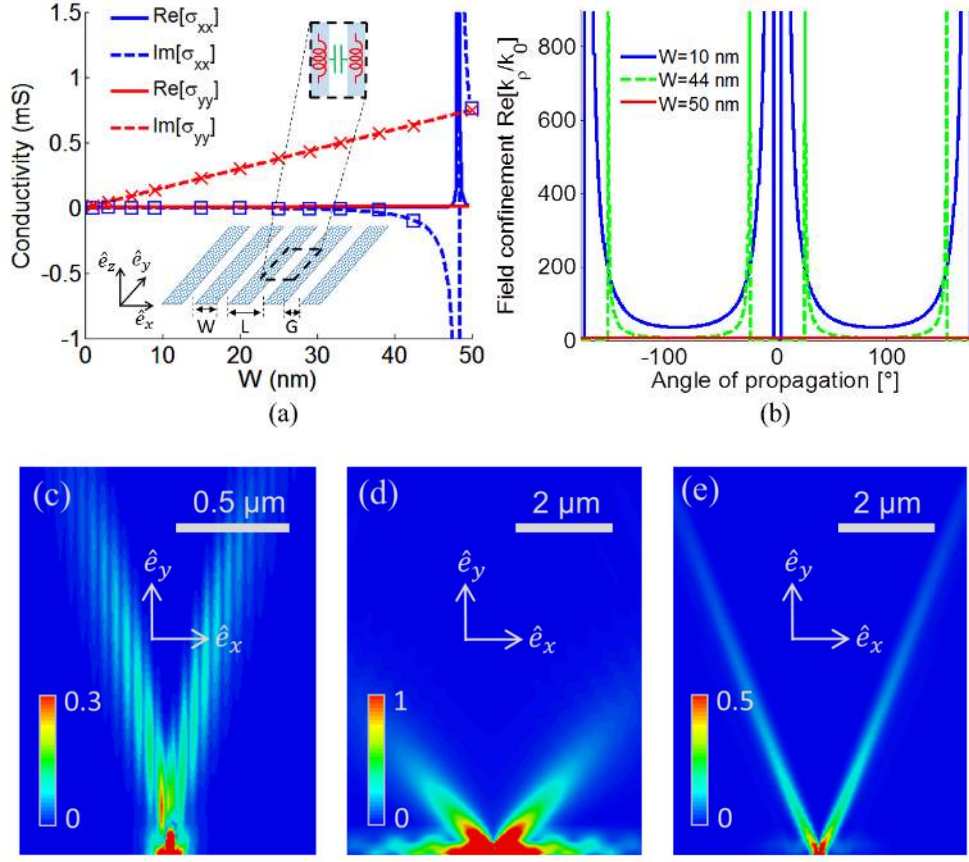 Re[σxx]
Im[σxx]
Re[σyy]
Im[σyy]
Conductivity (mS)
1.5
1
0.5
0
-0.5
-1
êz
êy
êx
W
L
G
0
10
20
30
40
50
W (nm)
(a)
Field confinement Re[kρ/k0]
800
600
400
200
0
W=10 nm
W=44 nm
W=50 nm
-100
0
100
Angle of propagation [°]
(b)
(c)
0.5 µm
êy
êx
0.3
0
(d)
2 µm
êy
êx
1
0
(e)
2 µm
êy
êx
0.5
0